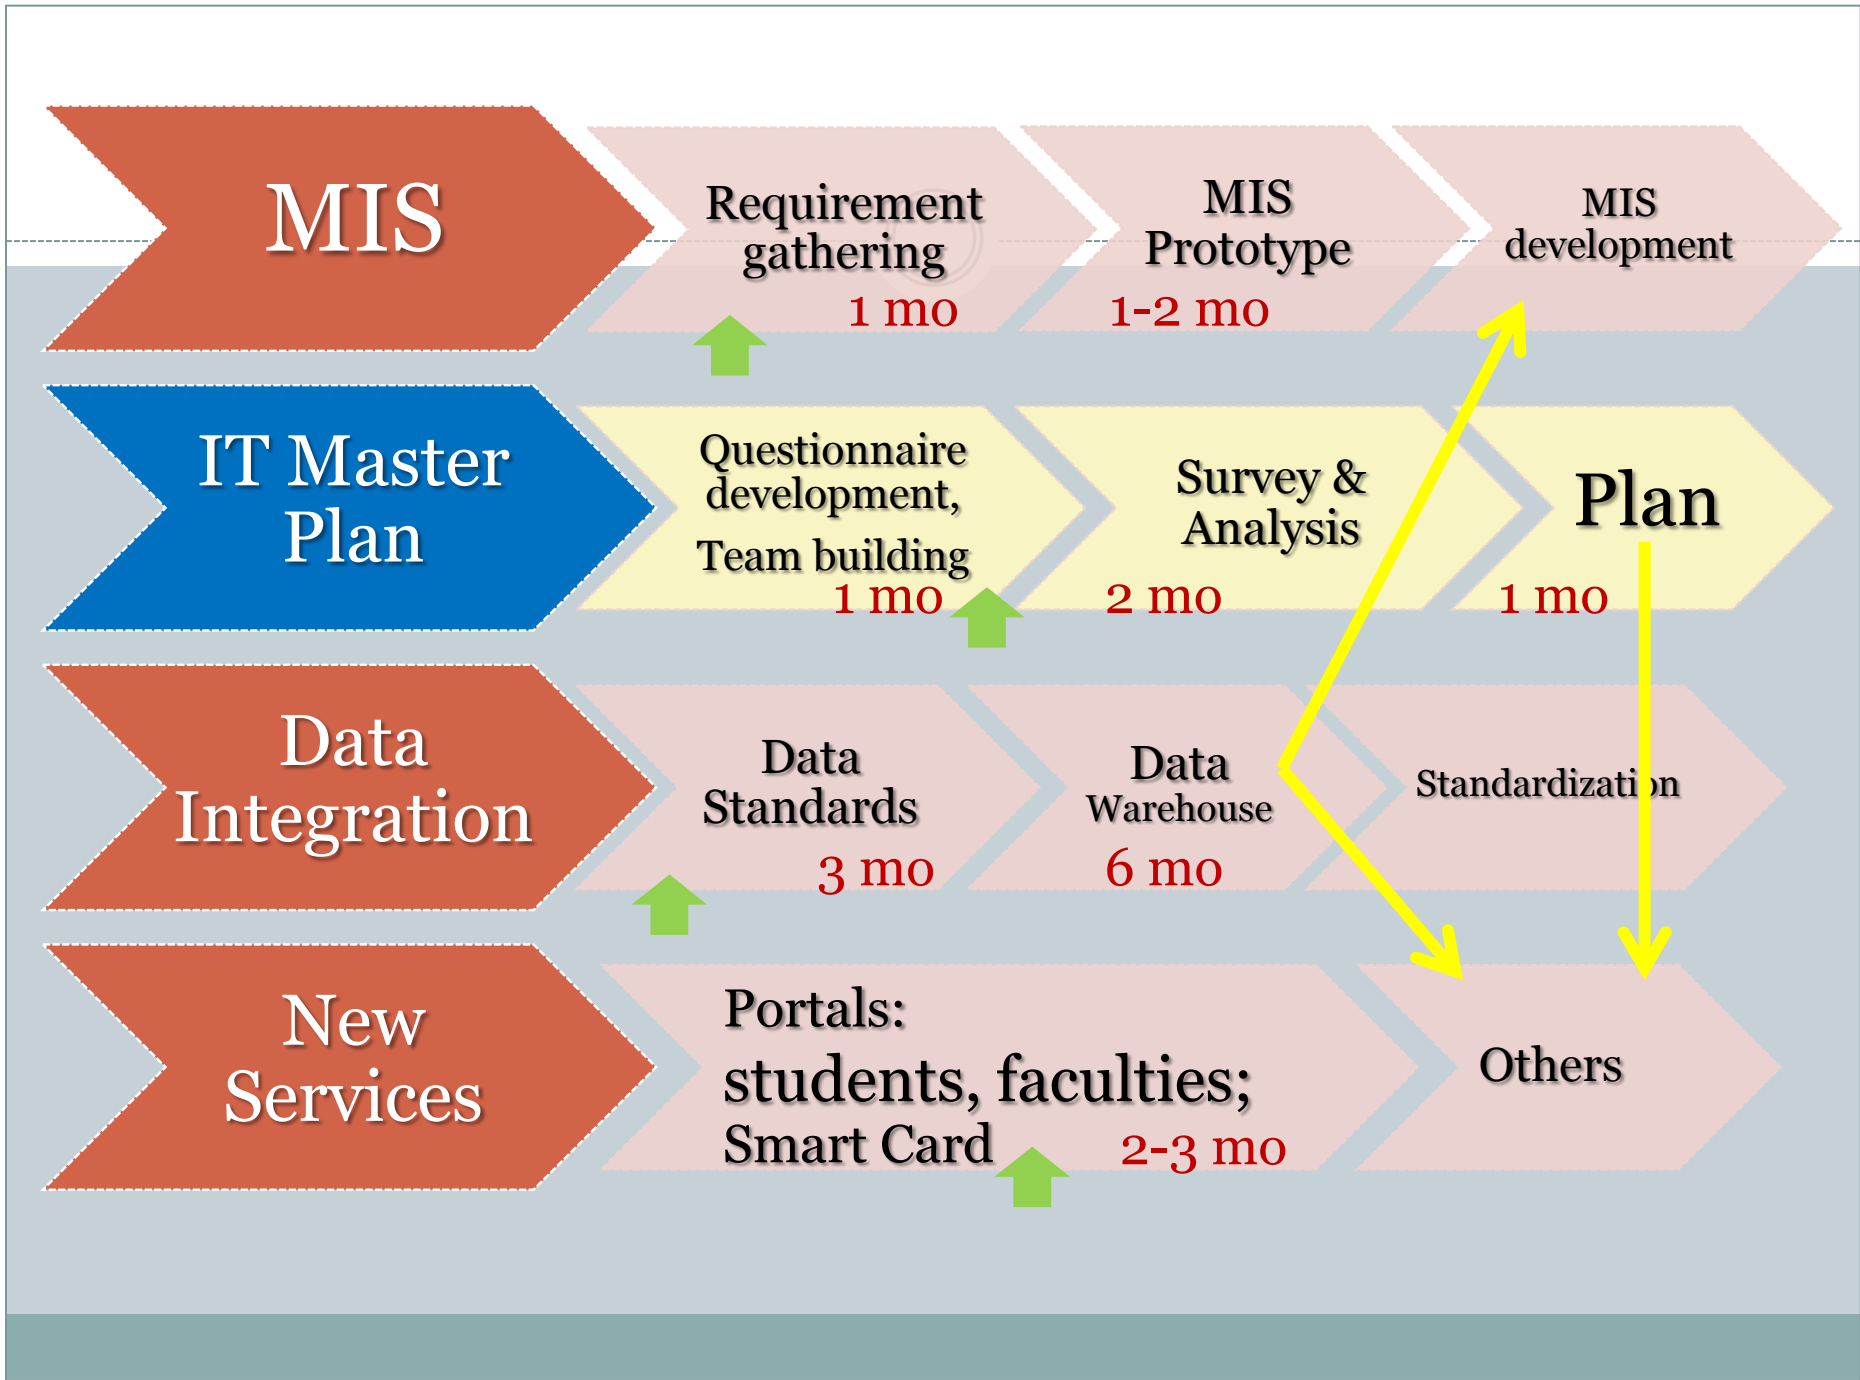 MIS
Requirement
gathering
1 mo
MIS
Prototype
1-2 mo
MIS
development
IT Master
Plan
Questionnaire
development,
Team building
1 mo
Survey &
Analysis
2 mo
Plan
1 mo
Data
Integration
Data
Standards
3 mo
Data
Warehouse
6 mo
Standardization
New
Services
Portals:
students, faculties;
Smart Card
2-3 mo
Others